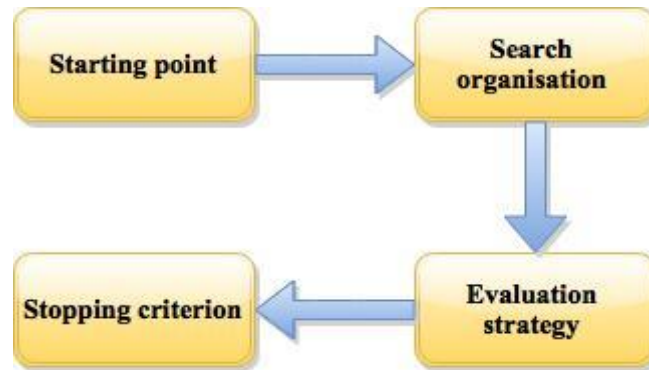 Starting point
Search
organisation
Stopping criterion
Evaluation
strategy